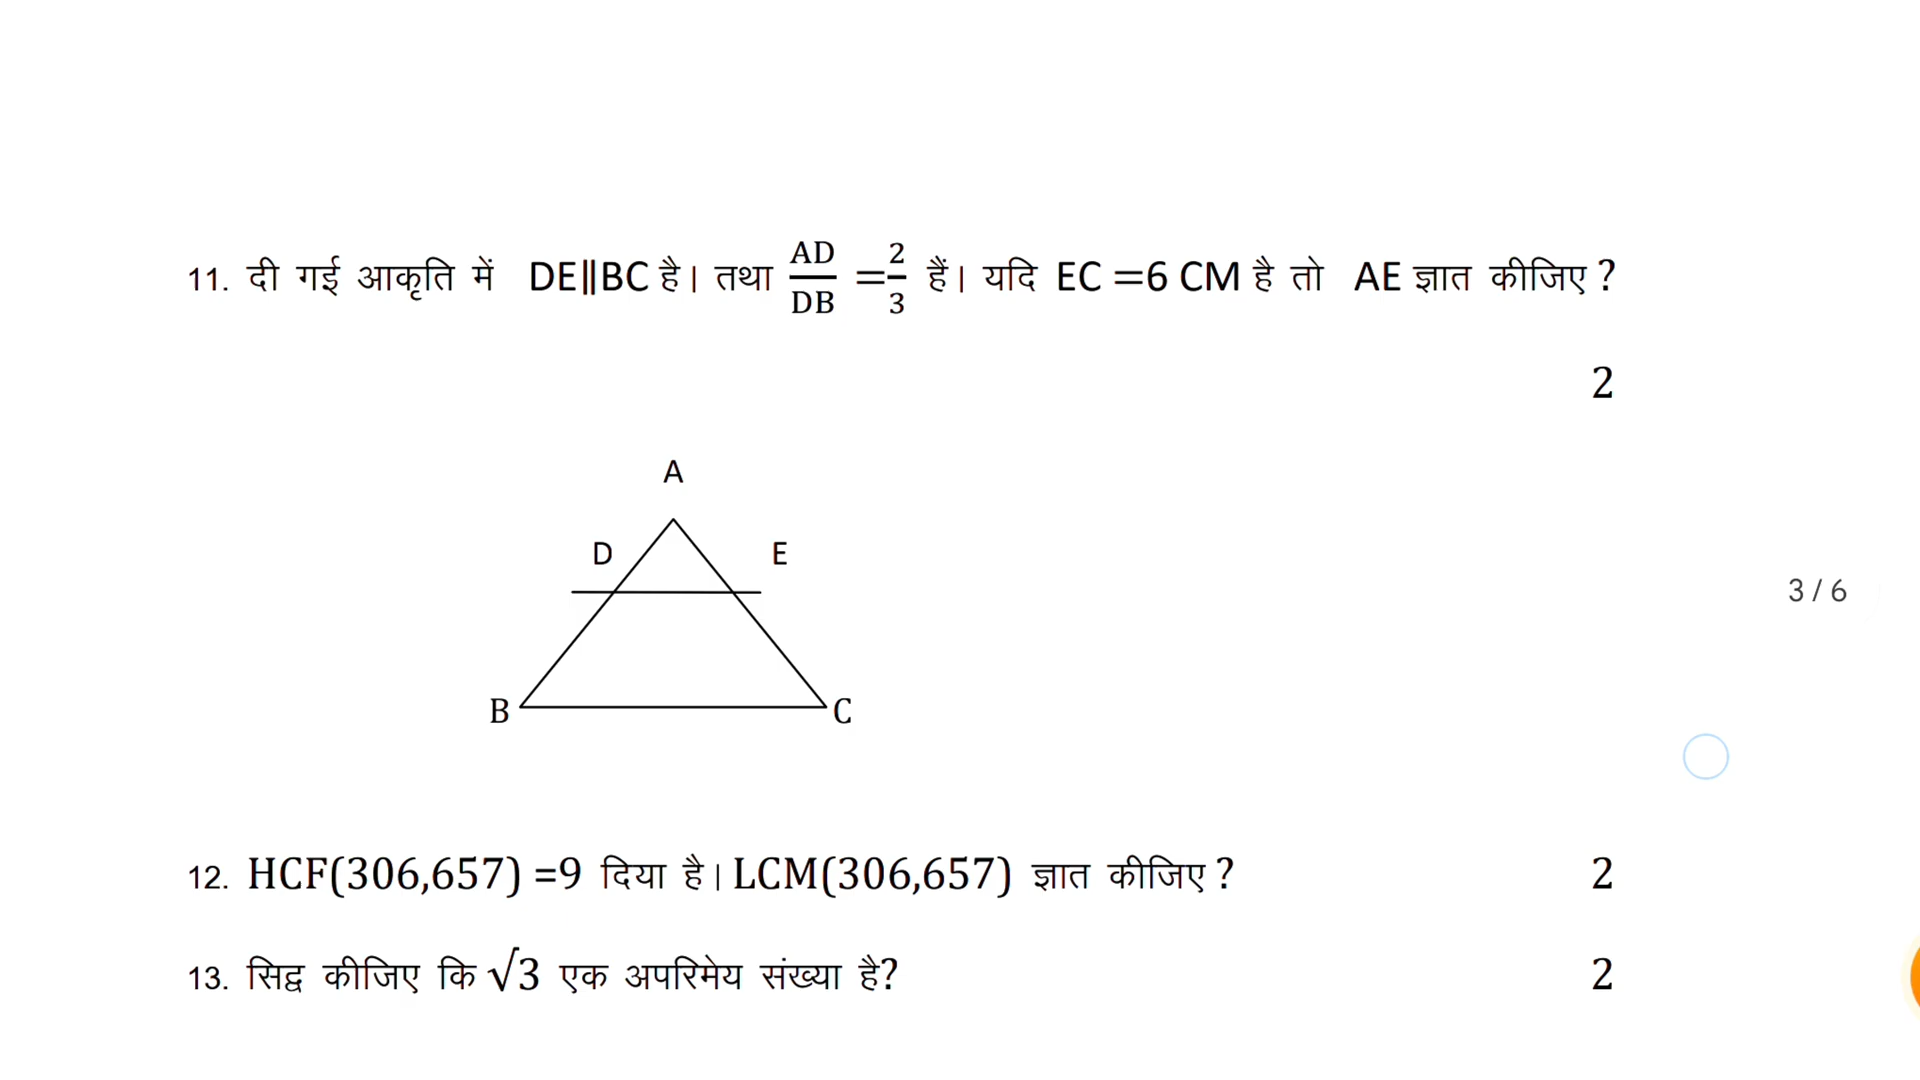 11. दी गई आकृति में DE||BC है। तथा AD/DB =2/3 हैं। यदि EC =6 CM है तो AE ज्ञात कीजिए ?
2
A
D E
3 / 6
B C
12. HCF(306,657) =9 दिया है। LCM(306,657) ज्ञात कीजिए ? 2
13. सिद्व कीजिए कि √3 एक अपरिमेय संख्या है? 2